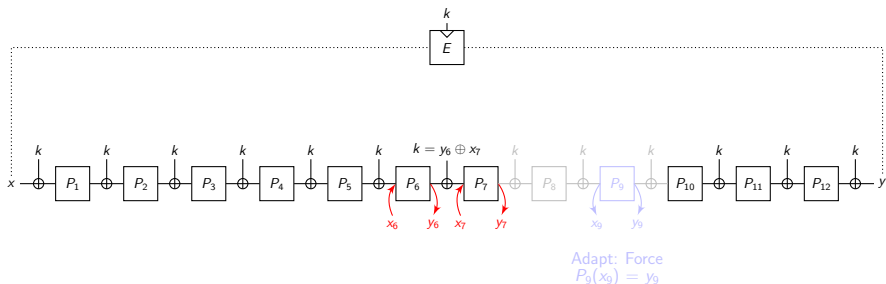 k
E
k k k k k k k = y₆ ⊕ x₇ k k k k k
x P₁ P₂ P₃ P₄ P₅ P₆ P₇ P₈ P₉ P₁₀ P₁₁ P₁₂ y
x₆ y₆ x₇ y₇ x₉ y₉
Adapt: Force
P₉(x₉) = y₉